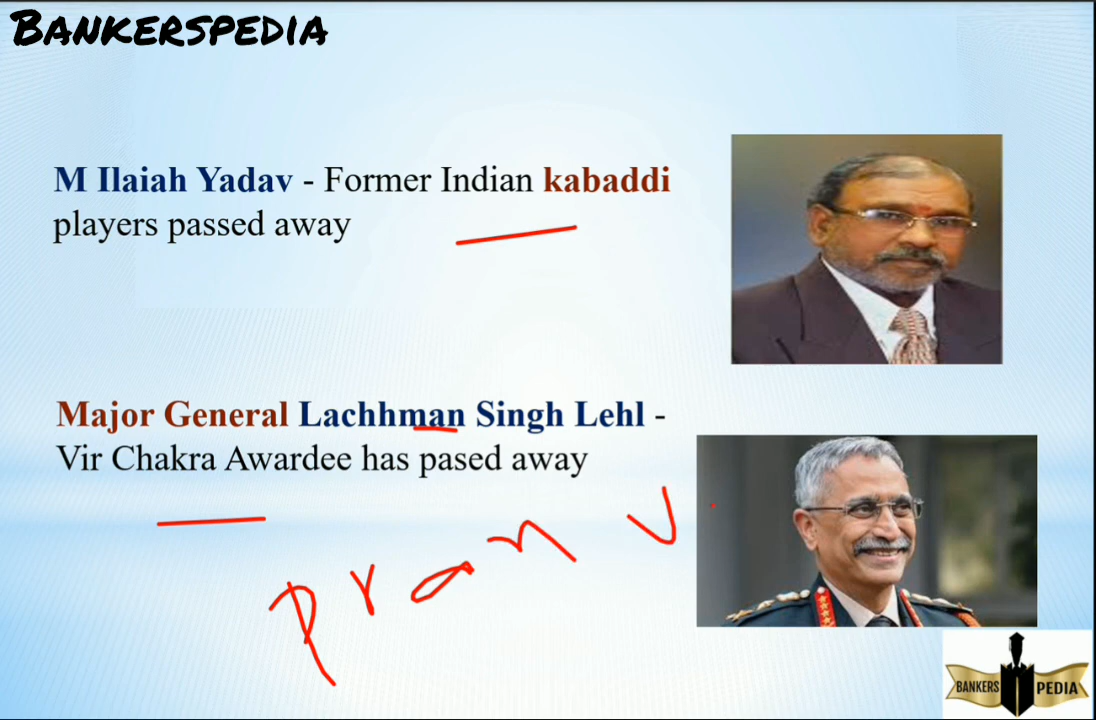 BANKERSPEDIA
M Ilaiah Yadav - Former Indian kabaddi
players passed away
Major General Lachhman Singh Lehl -
Vir Chakra Awardee has pased away
pran v
BANKERS PEDIA